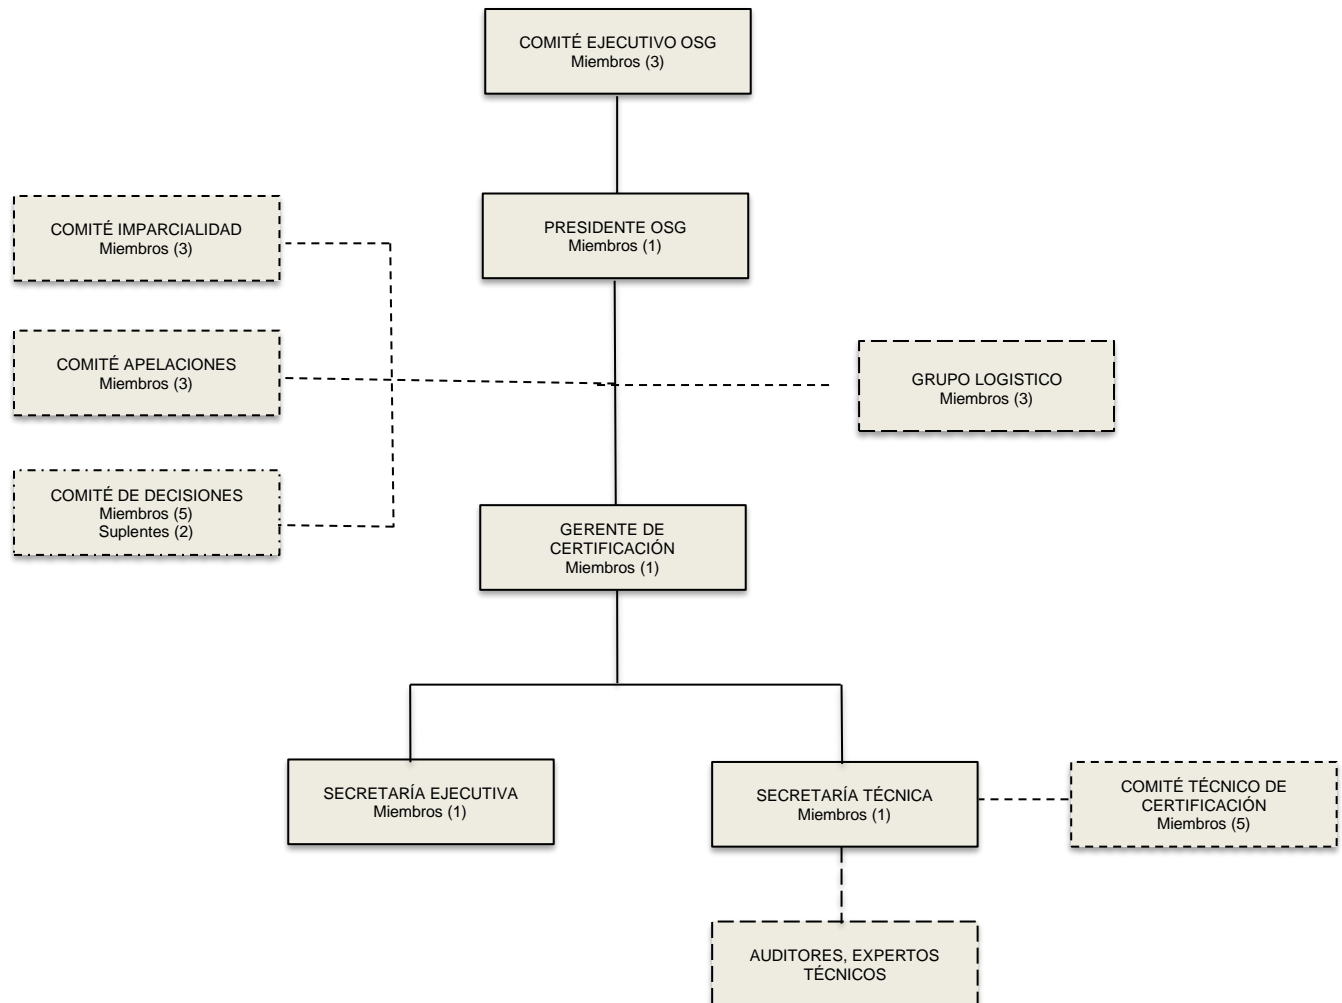 COMITÉ EJECUTIVO OSG
Miembros (3)
COMITÉ IMPARCIALIDAD
Miembros (3)
PRESIDENTE OSG
Miembros (1)
COMITÉ APELACIONES
Miembros (3)
GRUPO LOGISTICO
Miembros (3)
COMITÉ DE DECISIONES
Miembros (5)
Suplentes (2)
GERENTE DE
CERTIFICACIÓN
Miembros (1)
SECRETARÍA EJECUTIVA
Miembros (1)
SECRETARÍA TÉCNICA
Miembros (1)
COMITÉ TÉCNICO DE
CERTIFICACIÓN
Miembros (5)
AUDITORES, EXPERTOS
TÉCNICOS